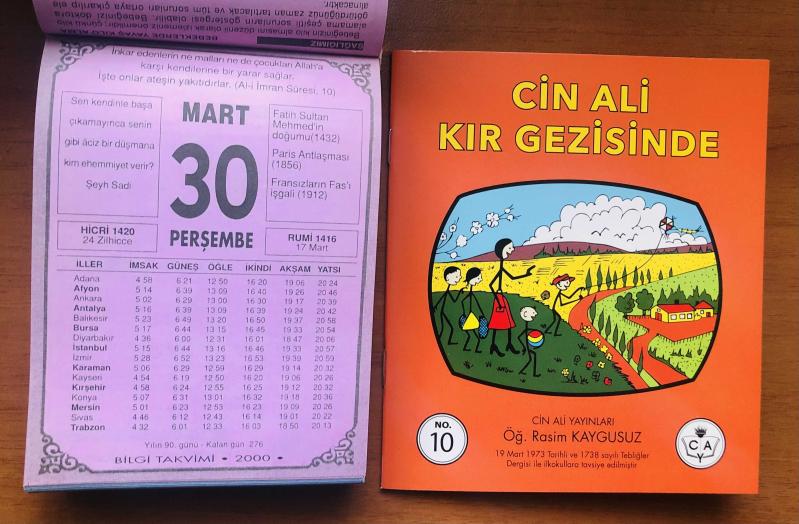 SAĞLIĞIMIZ
BEBEKLERDE YAVAŞ KİLO ALMA
İnkar edenlerin ne malları ne de çocukları Allah'a
karşı kendilerine bir yarar sağlar.
İşte onlar ateşin yakıtıdırlar. (Al-i İmran Sûresi, 10)
Sen kendinle başa
çıkamayınca senin
gibi âciz bir düşmana
kim ehemmiyet verir?
Şeyh Sadi
MART
30
PERŞEMBE
Fatih Sultan
Mehmed'in
doğumu(1432)
Paris Antlaşması
(1856)
Fransızların Fas'ı
işgali (1912)
HİCRİ 1420
24 Zilhicce
RUMİ 1416
17 Mart
İLLER İMSAK GÜNEŞ ÖĞLE İKİNDİ AKŞAM YATSI
Adana 4 58 6 21 12 50 16 20 19 06 20 24
Afyon 5 14 6 39 13 09 16 40 19 26 20 46
Ankara 5 02 6 29 13 00 16 30 19 17 20 39
Antalya 5 16 6 39 13 09 16 39 19 24 20 42
Balıkesir 5 23 6 49 13 20 16 50 19 37 20 58
Bursa 5 17 6 44 13 15 16 45 19 33 20 54
Diyarbakır 4 36 6 00 12 31 16 01 18 47 20 06
İstanbul 5 15 6 44 13 16 16 46 19 33 20 57
İzmir 5 28 6 52 13 23 16 53 19 39 20 59
Karaman 5 06 6 29 12 59 16 29 19 14 20 32
Kayseri 4 54 6 19 12 50 16 20 19 06 20 26
Kırşehir 4 58 6 24 12 55 16 25 19 12 20 32
Konya 5 07 6 31 13 01 16 32 19 18 20 36
Mersin 5 01 6 23 12 53 16 23 19 09 20 26
Sivas 4 46 6 12 12 43 16 14 19 01 20 22
Trabzon 4 32 6 01 12 33 16 03 18 50 20 13
Yılın 90. günü - Kalan gün 276
BİLGİ TAKVİMİ • 2000 •
CİN ALİ
KIR GEZİSİNDE
NO.
10
CİN ALİ YAYINLARI
Öğ. Rasim KAYGUSUZ
19 Mart 1973 Tarihli ve 1738 sayılı Tebliğler
Dergisi ile ilkokullara tavsiye edilmiştir
C A